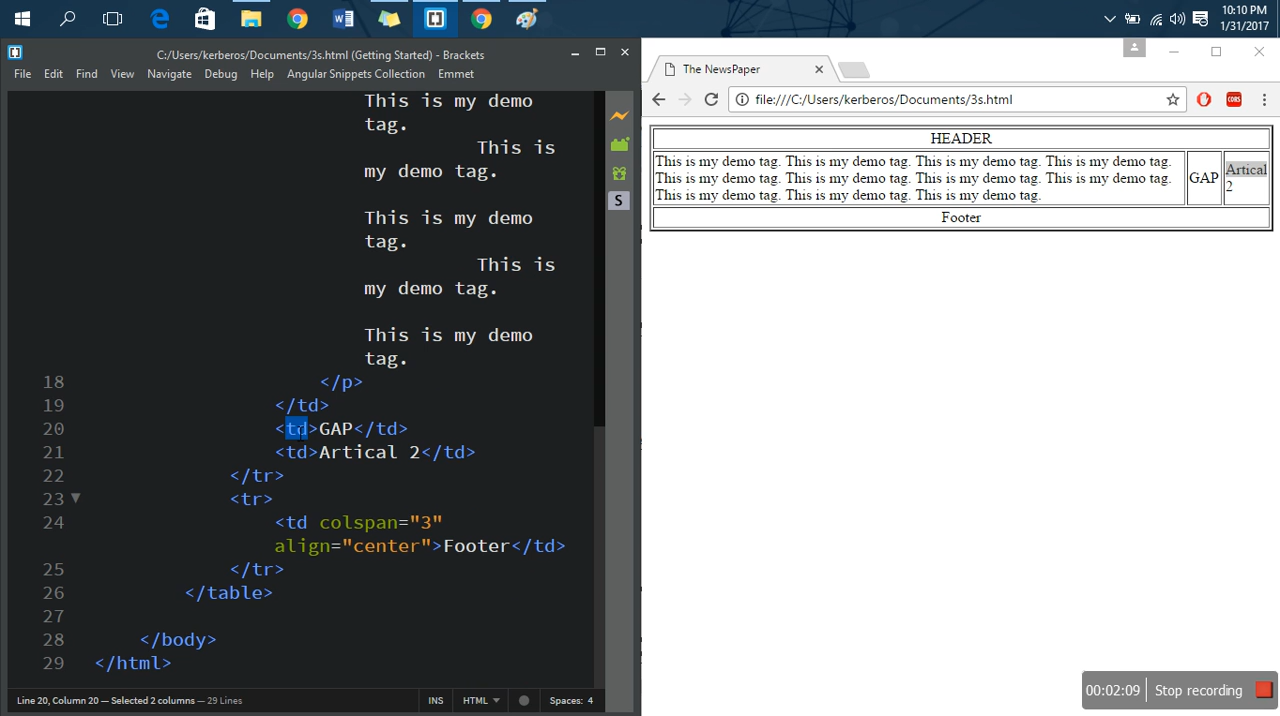 10:10 PM
1/31/2017
C:/Users/kerberos/Documents/3s.html (Getting Started) - Brackets
File Edit Find View Navigate Debug Help Angular Snippets Collection Emmet
This is my demo
tag.
This is
my demo tag.
This is my demo
tag.
This is
my demo tag.
This is my demo
tag.
18 </p>
19 </td>
20 <td>GAP</td>
21 <td>Artical 2</td>
22 </tr>
23 <tr>
24 <td colspan="3"
align="center">Footer</td>
25 </tr>
26 </table>
27
28 </body>
29 </html>
Line 20, Column 20 — Selected 2 columns — 29 Lines
INS HTML Spaces: 4
S
The NewsPaper
file:///C:/Users/kerberos/Documents/3s.html
CORS
HEADER
This is my demo tag. This is my demo tag. This is my demo tag. This is my demo tag.
This is my demo tag. This is my demo tag. This is my demo tag. This is my demo tag.
This is my demo tag. This is my demo tag. This is my demo tag.
GAP
Artical
2
Footer
00:02:09 Stop recording